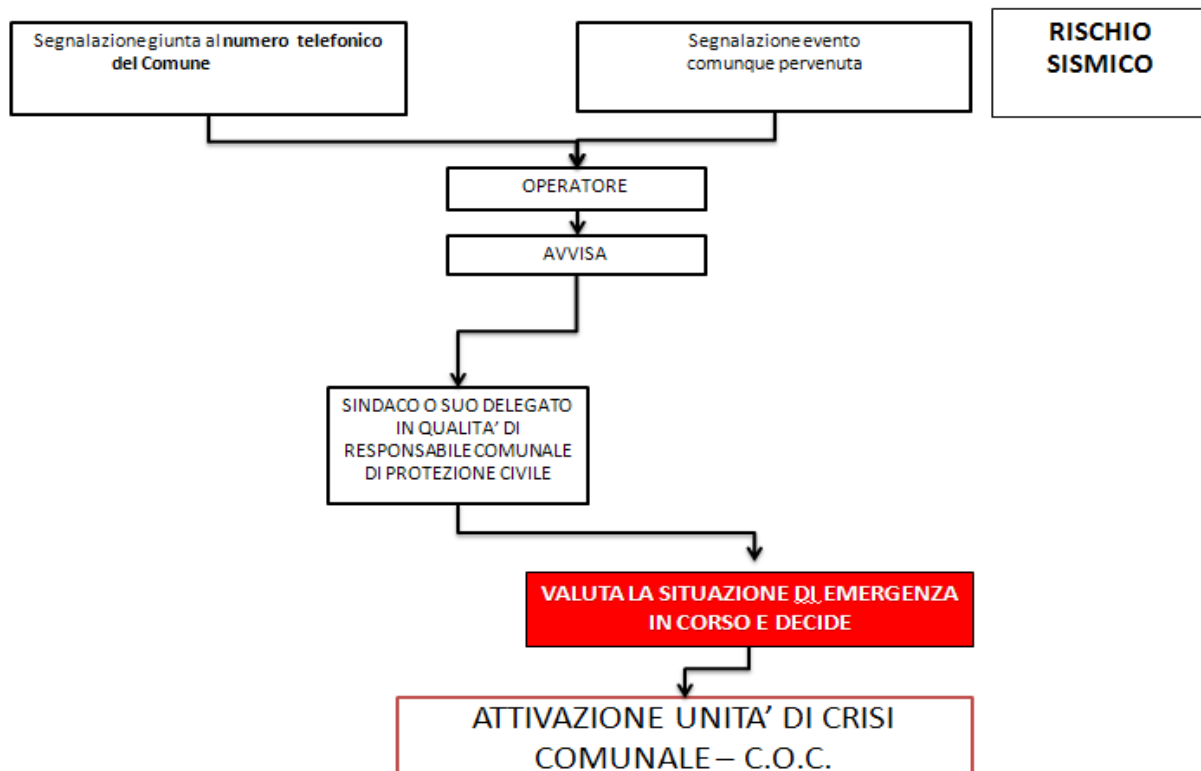 Segnalazione giunta al numero telefonico
del Comune
Segnalazione evento
comunque pervenuta
RISCHIO
SISMICO
OPERATORE
AVVISA
SINDACO O SUO DELEGATO
IN QUALITA’ DI
RESPONSABILE COMUNALE
DI PROTEZIONE CIVILE
VALUTA LA SITUAZIONE DI EMERGENZA
IN CORSO E DECIDE
ATTIVAZIONE UNITA’ DI CRISI
COMUNALE – C.O.C.